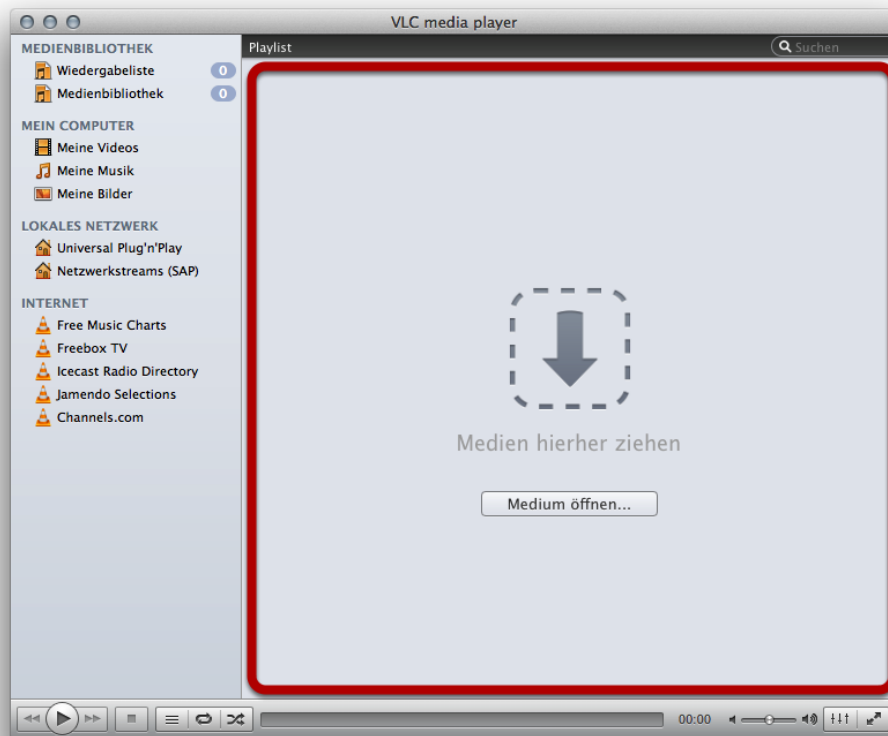 VLC media player
MEDIENBIBLIOTHEK
Wiedergabeliste 0
Medienbibliothek 0
MEIN COMPUTER
Meine Videos
Meine Musik
Meine Bilder
LOKALES NETZWERK
Universal Plug'n'Play
Netzwerkstreams (SAP)
INTERNET
Free Music Charts
Freebox TV
Icecast Radio Directory
Jamendo Selections
Channels.com
Playlist
Suchen
Medien hierher ziehen
Medium öffnen...
00:00